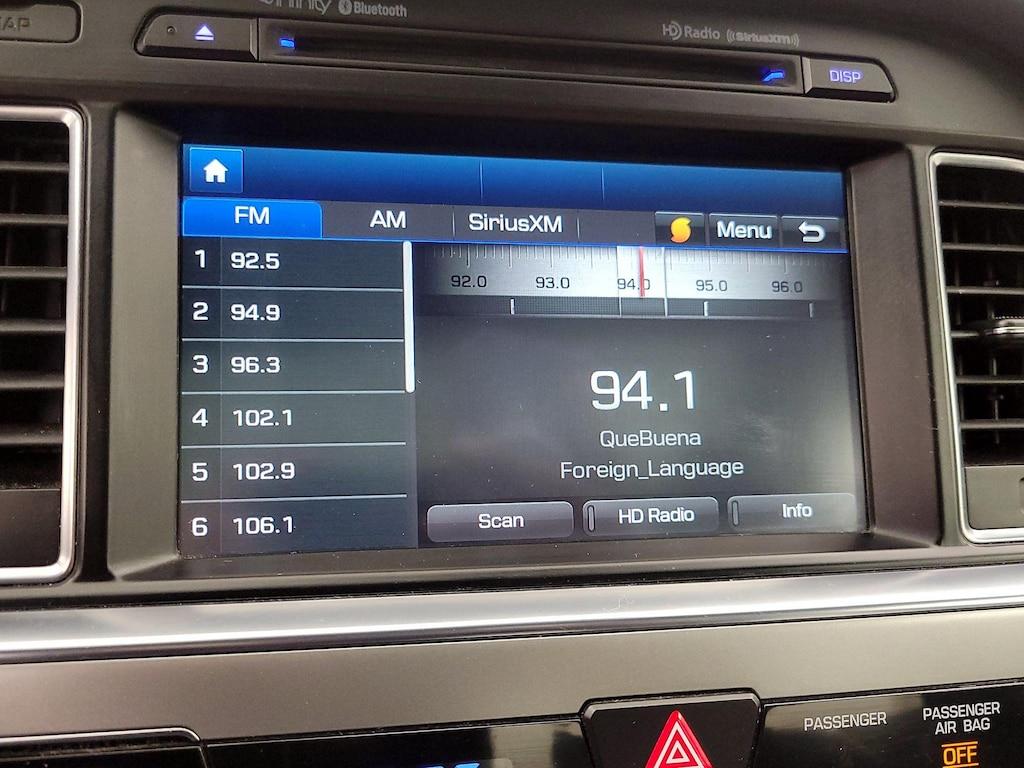 MAP
Bluetooth
HD Radio ((SiriusXM))
DISP
FM AM SiriusXM Menu
1 92.5
2 94.9
3 96.3
4 102.1
5 102.9
6 106.1
92.0 93.0 94.0 95.0 96.0
94.1
QueBuena
Foreign_Language
Scan HD Radio Info
PASSENGER
PASSENGER
AIR BAG
OFF